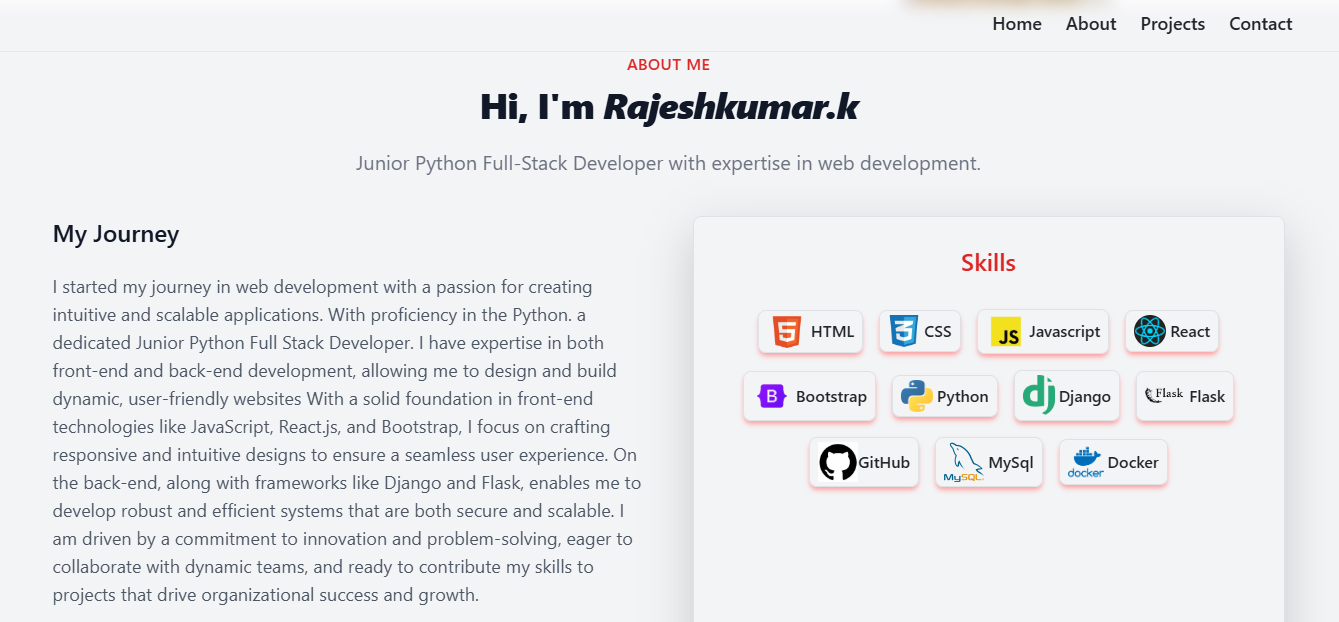 Home About Projects Contact
ABOUT ME
Hi, I'm Rajeshkumar.k
Junior Python Full-Stack Developer with expertise in web development.
My Journey
I started my journey in web development with a passion for creating
intuitive and scalable applications. With proficiency in the Python. a
dedicated Junior Python Full Stack Developer. I have expertise in both
front-end and back-end development, allowing me to design and build
dynamic, user-friendly websites With a solid foundation in front-end
technologies like JavaScript, React.js, and Bootstrap, I focus on crafting
responsive and intuitive designs to ensure a seamless user experience. On
the back-end, along with frameworks like Django and Flask, enables me to
develop robust and efficient systems that are both secure and scalable. I
am driven by a commitment to innovation and problem-solving, eager to
collaborate with dynamic teams, and ready to contribute my skills to
projects that drive organizational success and growth.
Skills
5 HTML 3 CSS JS Javascript React
B Bootstrap Python dj Django Flask Flask
GitHub MySQL MySql docker Docker